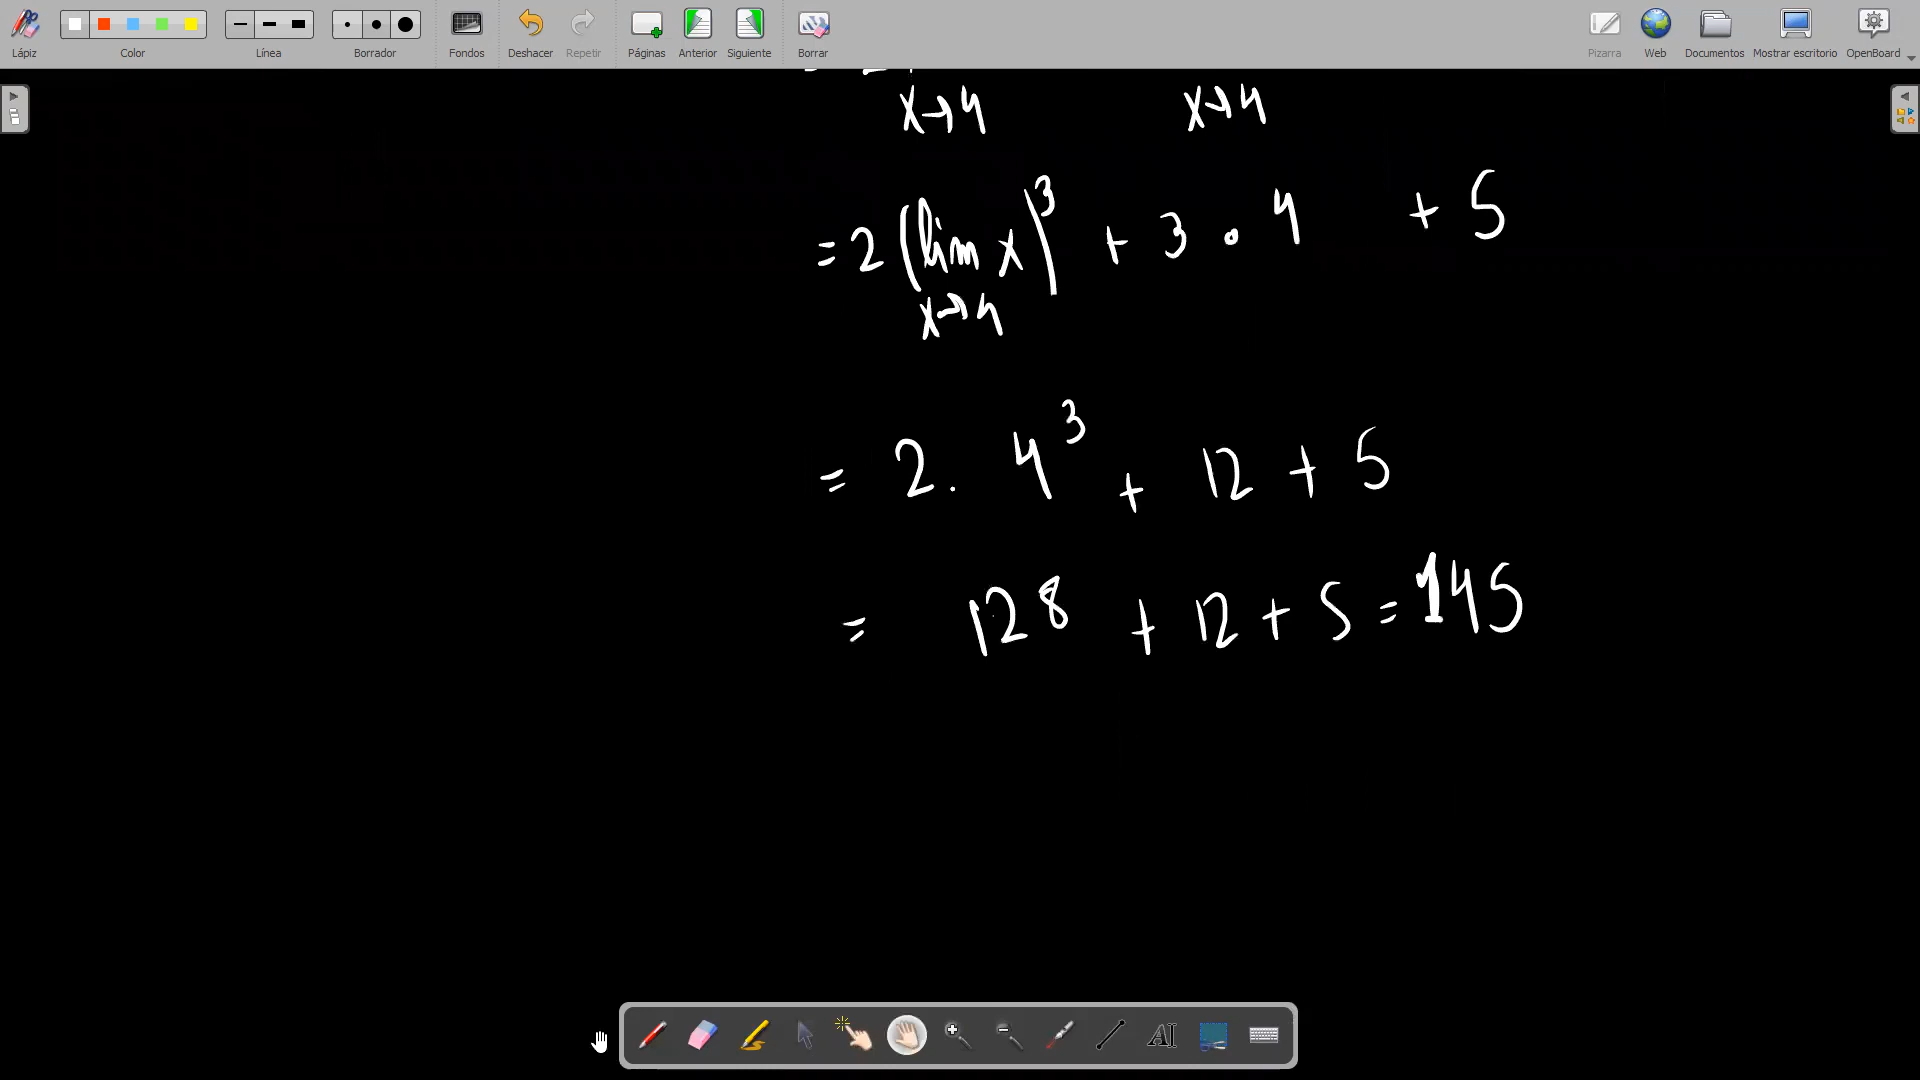 Lápiz Color Línea Borrador Fondos Deshacer Repetir Páginas Anterior Siguiente Borrar Pizarra Web Documentos Mostrar escritorio OpenBoard
x→4 x→4
= 2 (lim x)³ + 3 · 4 + 5
x→4
= 2 . 4³ + 12 + 5
= 128 + 12 + 5 = 145
AI